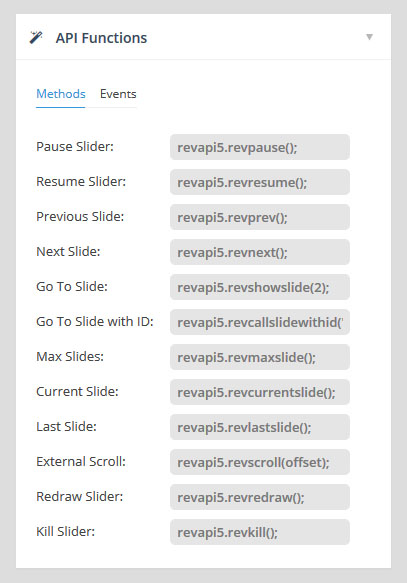 API Functions
Methods Events
Pause Slider: revapi5.revpause();
Resume Slider: revapi5.revresume();
Previous Slide: revapi5.revprev();
Next Slide: revapi5.revnext();
Go To Slide: revapi5.revshowslide(2);
Go To Slide with ID: revapi5.revcallslidewithid('
Max Slides: revapi5.revmaxslide();
Current Slide: revapi5.revcurrentslide();
Last Slide: revapi5.revlastslide();
External Scroll: revapi5.revscroll(offset);
Redraw Slider: revapi5.revredraw();
Kill Slider: revapi5.revkill();